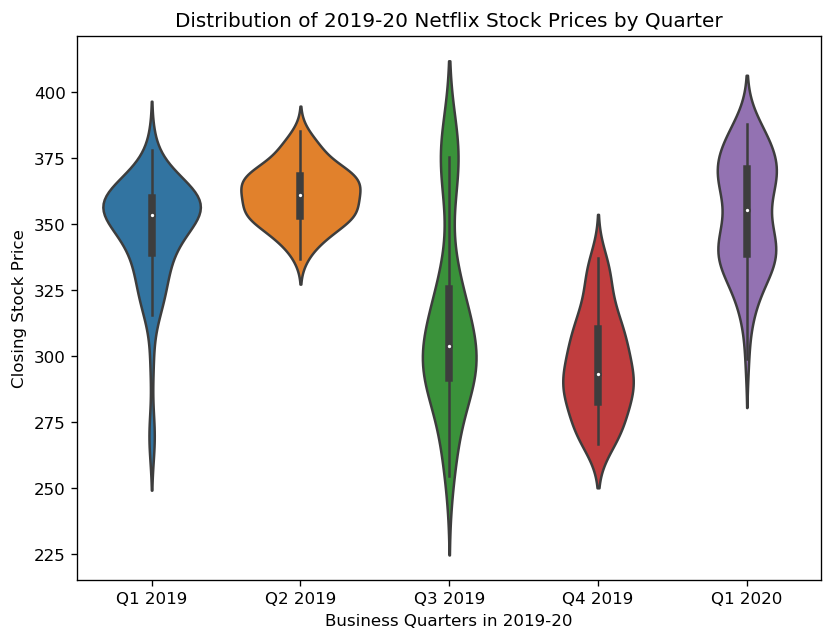 Distribution of 2019-20 Netflix Stock Prices by Quarter
400
375
350
325
300
275
250
225
Closing Stock Price
Q1 2019 Q2 2019 Q3 2019 Q4 2019 Q1 2020
Business Quarters in 2019-20